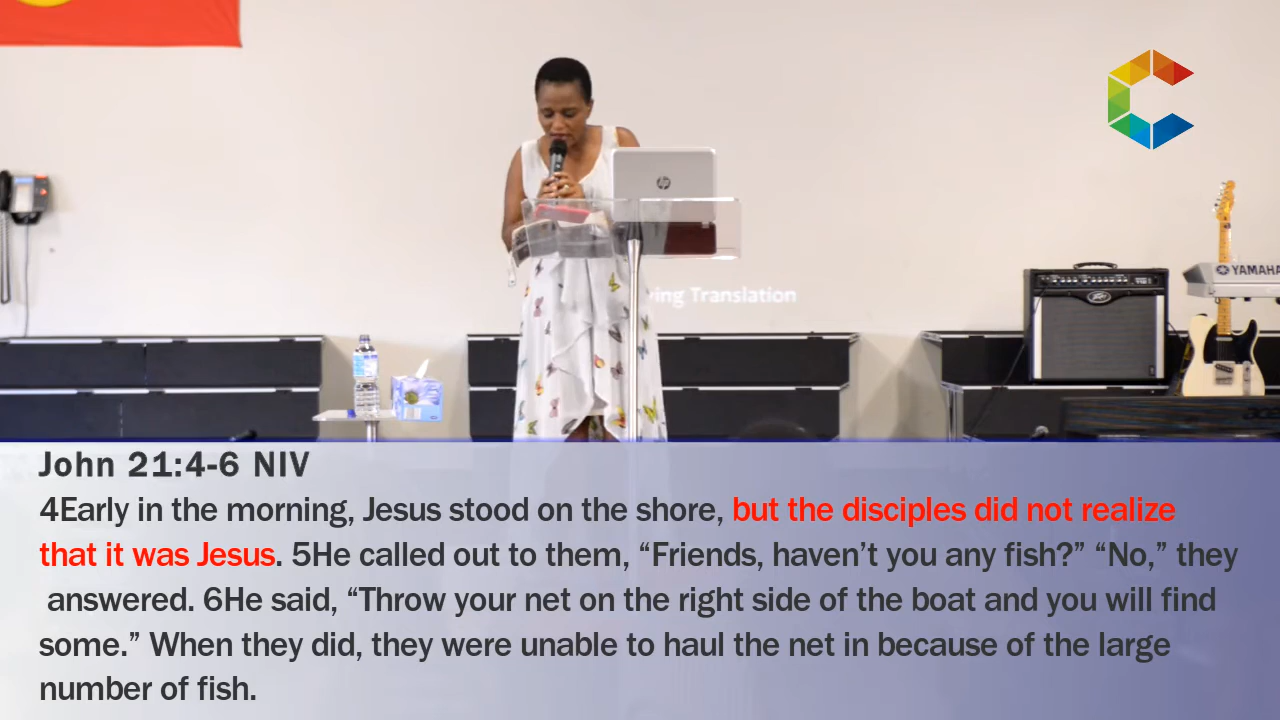 hp
ving Translation
YAMAHA
John 21:4-6 NIV
4Early in the morning, Jesus stood on the shore, but the disciples did not realize
that it was Jesus. 5He called out to them, “Friends, haven’t you any fish?” “No,” they
answered. 6He said, “Throw your net on the right side of the boat and you will find
some.” When they did, they were unable to haul the net in because of the large
number of fish.